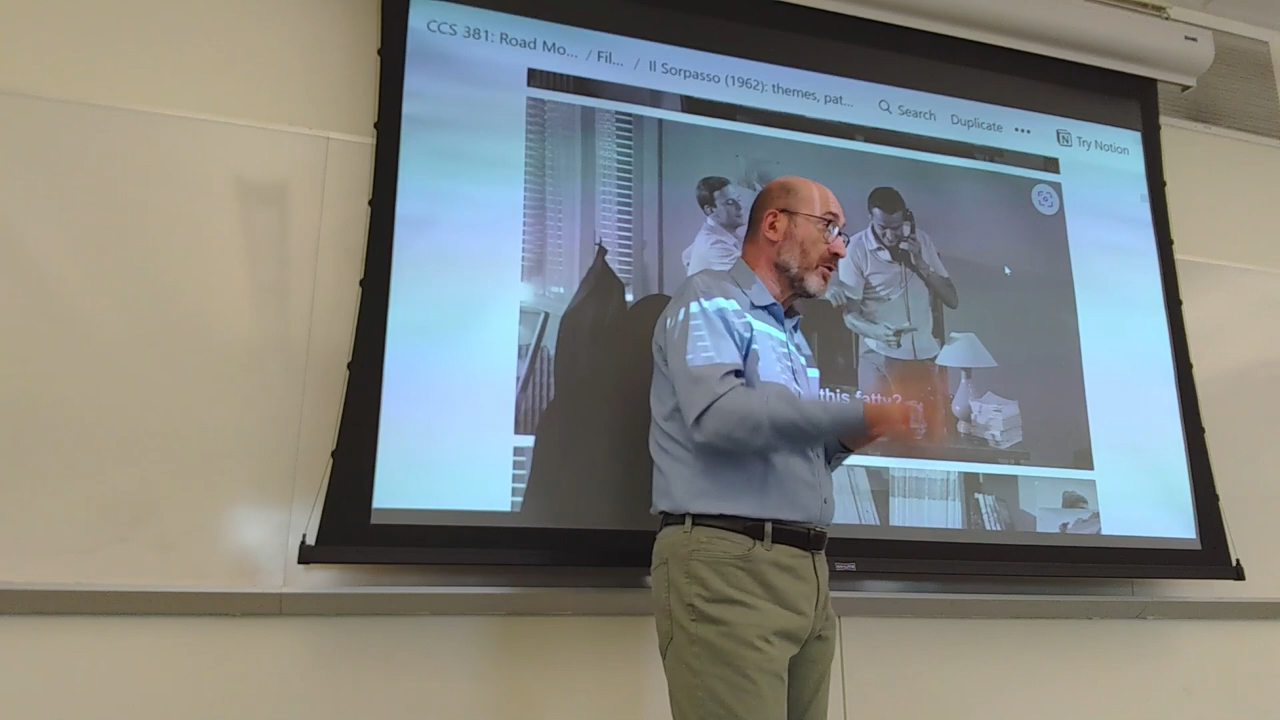 CCS 381: Road Mo... / Fil... / Il Sorpasso (1962): themes, pat...
Search
Duplicate
Try Notion
this fatty?